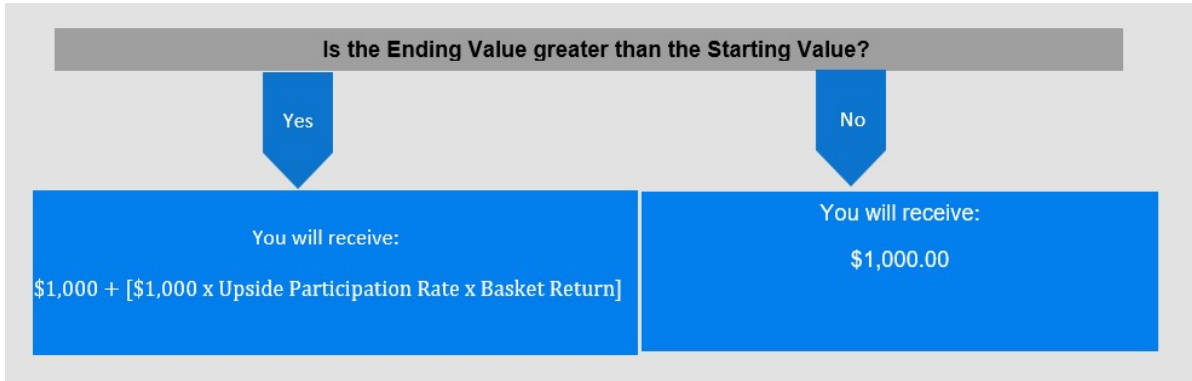 Is the Ending Value greater than the Starting Value?
Yes
No
You will receive:
$1,000 + [$1,000 x Upside Participation Rate x Basket Return]
You will receive:
$1,000.00